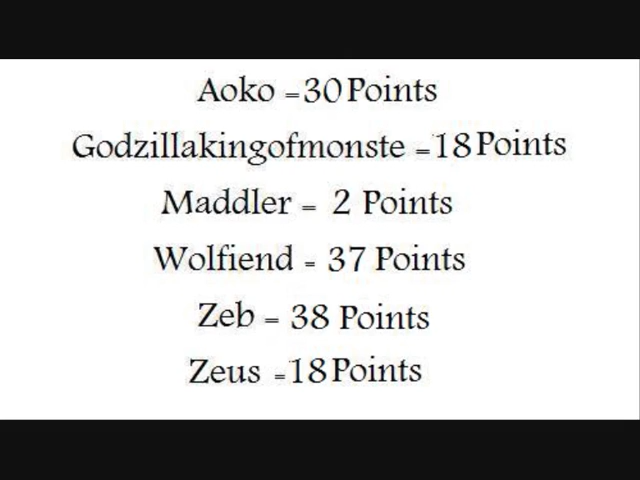 Aoko =30 Points
Godzillakingofmonste =18 Points
Maddler = 2 Points
Wolfiend = 37 Points
Zeb = 38 Points
Zeus =18 Points